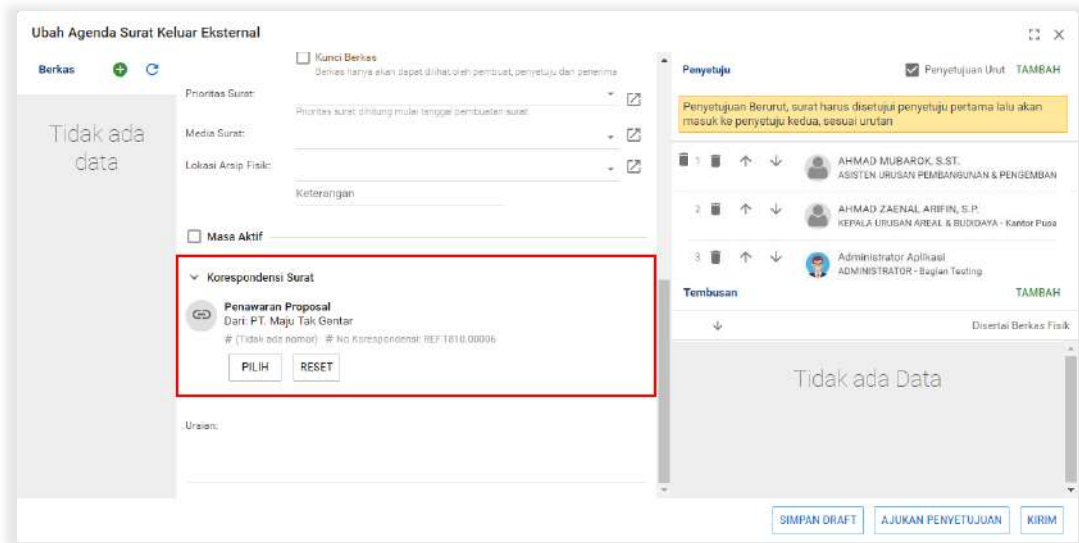 Ubah Agenda Surat Keluar Eksternal
Berkas
Tidak ada
data
Kunci Berkas
Berkas hanya akan dapat dilihat oleh pembuat, penyetuju dan penerima
Prioritas Surat:
Prioritas surat dihitung mulai tanggal pembuatan surat
Media Surat:
Lokasi Arsip Fisik:
Keterangan
Masa Aktif
Korespondensi Surat
Penawaran Proposal
Dari: PT. Maju Tak Gentar
# (Tidak ada nomor) # No Korespondensi: REF.1810.00006
PILIH RESET
Uraian:
Penyetuju Penyetujuan Urut TAMBAH
Penyetujuan Berurut, surat harus disetujui penyetuju pertama lalu akan
masuk ke penyetuju kedua, sesuai urutan
1 AHMAD MUBAROK, S.ST.
ASISTEN URUSAN PEMBANGUNAN & PENGEMBAN
2 AHMAD ZAENAL ARIFIN, S.P.
KEPALA URUSAN AREAL & BUDIDAYA - Kantor Pusa
3 Administrator Aplikasi
ADMINISTRATOR - Bagian Testing
Tembusan TAMBAH
Disertai Berkas Fisik
Tidak ada Data
SIMPAN DRAFT AJUKAN PENYETUJUAN KIRIM